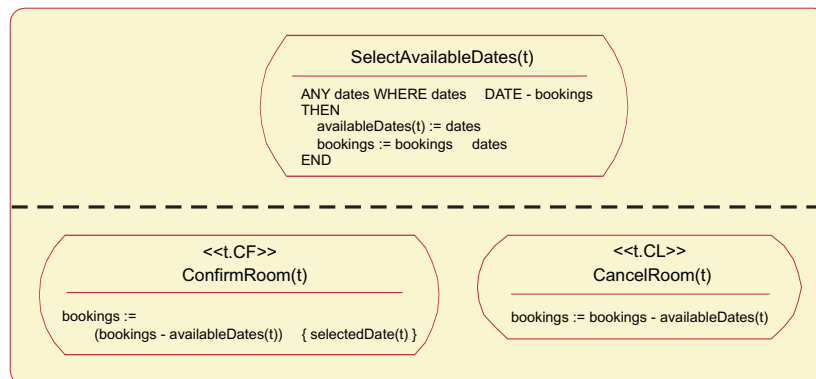 SelectAvailableDates(t)
ANY dates WHERE dates DATE - bookings
THEN
availableDates(t) := dates
bookings := bookings dates
END
<<t.CF>>
ConfirmRoom(t)
bookings :=
(bookings - availableDates(t)) { selectedDate(t) }
<<t.CL>>
CancelRoom(t)
bookings := bookings - availableDates(t)